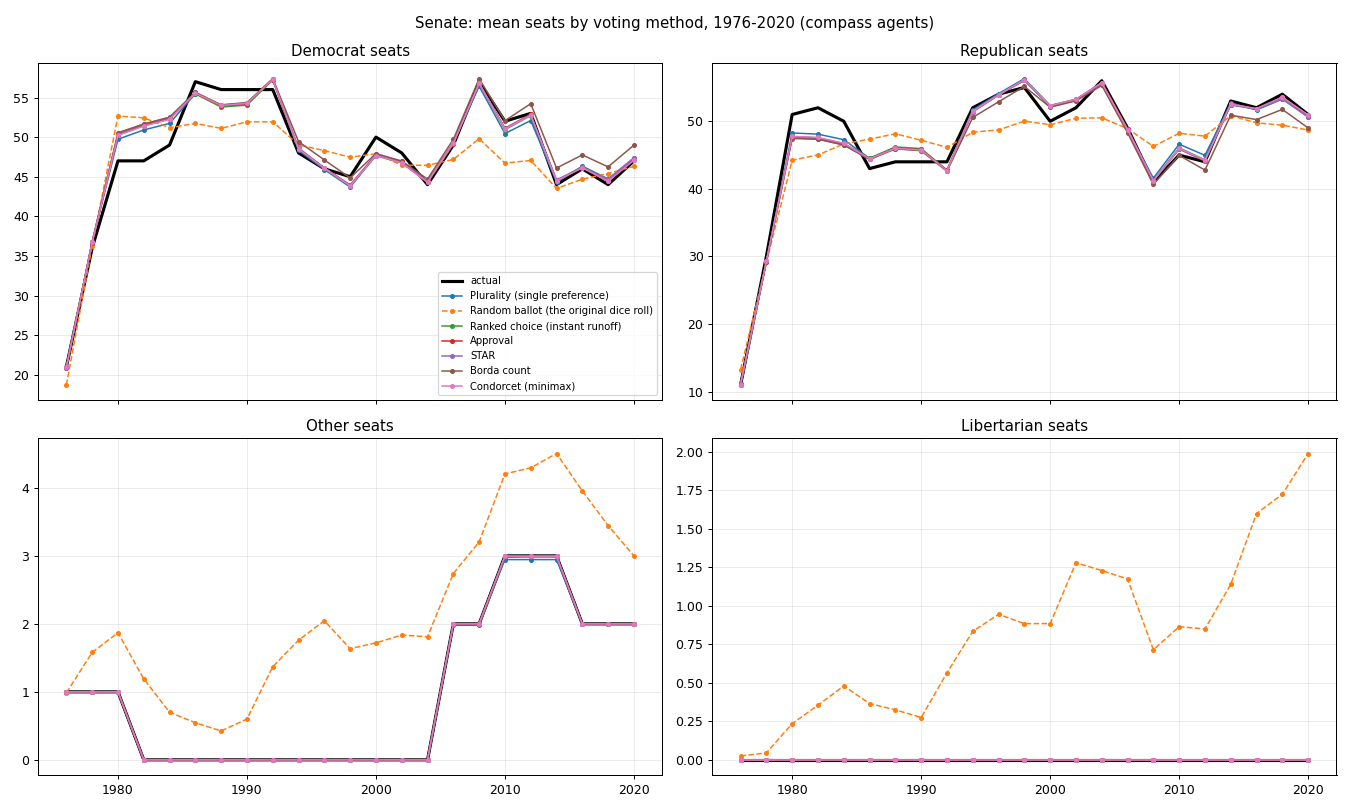 Senate: mean seats by voting method, 1976-2020 (compass agents)
Democrat seats
55
50
45
40
35
30
25
20
actual
Plurality (single preference)
Random ballot (the original dice roll)
Ranked choice (instant runoff)
Approval
STAR
Borda count
Condorcet (minimax)
Republican seats
50
40
30
20
10
Other seats
4
3
2
1
0
1980
1990
2000
2010
2020
Libertarian seats
2.00
1.75
1.50
1.25
1.00
0.75
0.50
0.25
0.00
1980
1990
2000
2010
2020